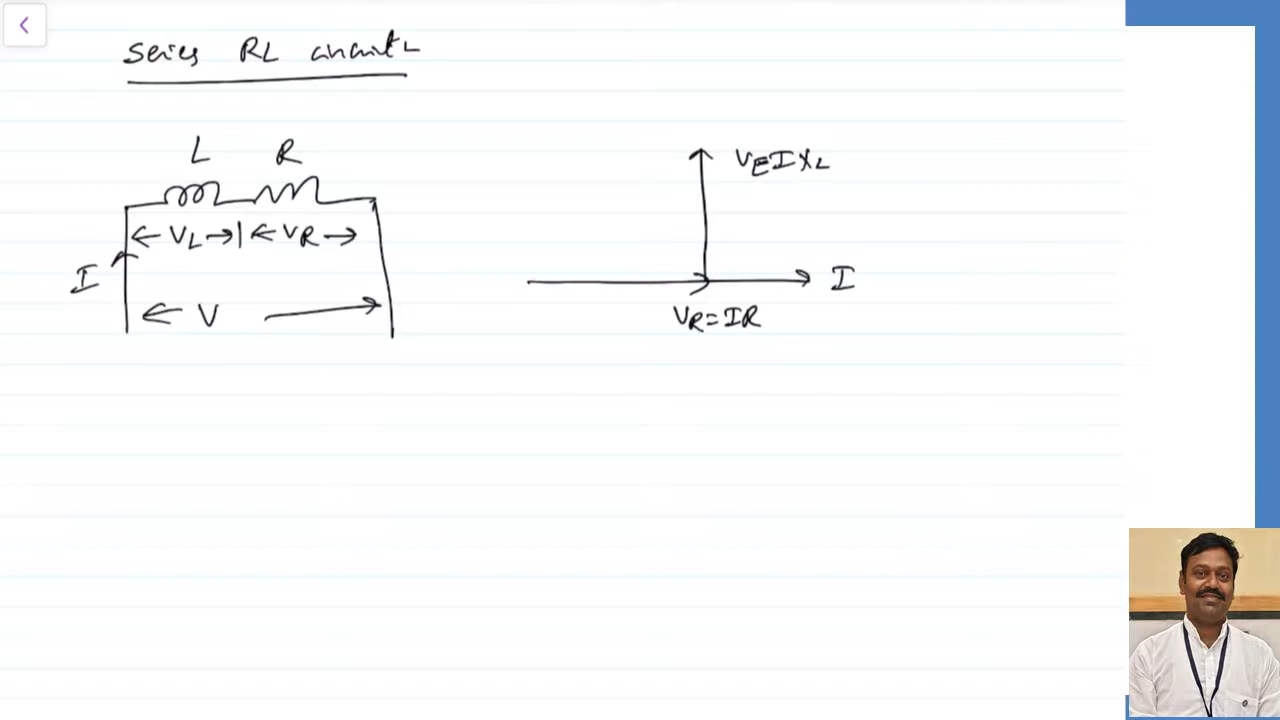 Series RL circuit
L R
VL VR
I
V
VL=IXL
I
VR=IR